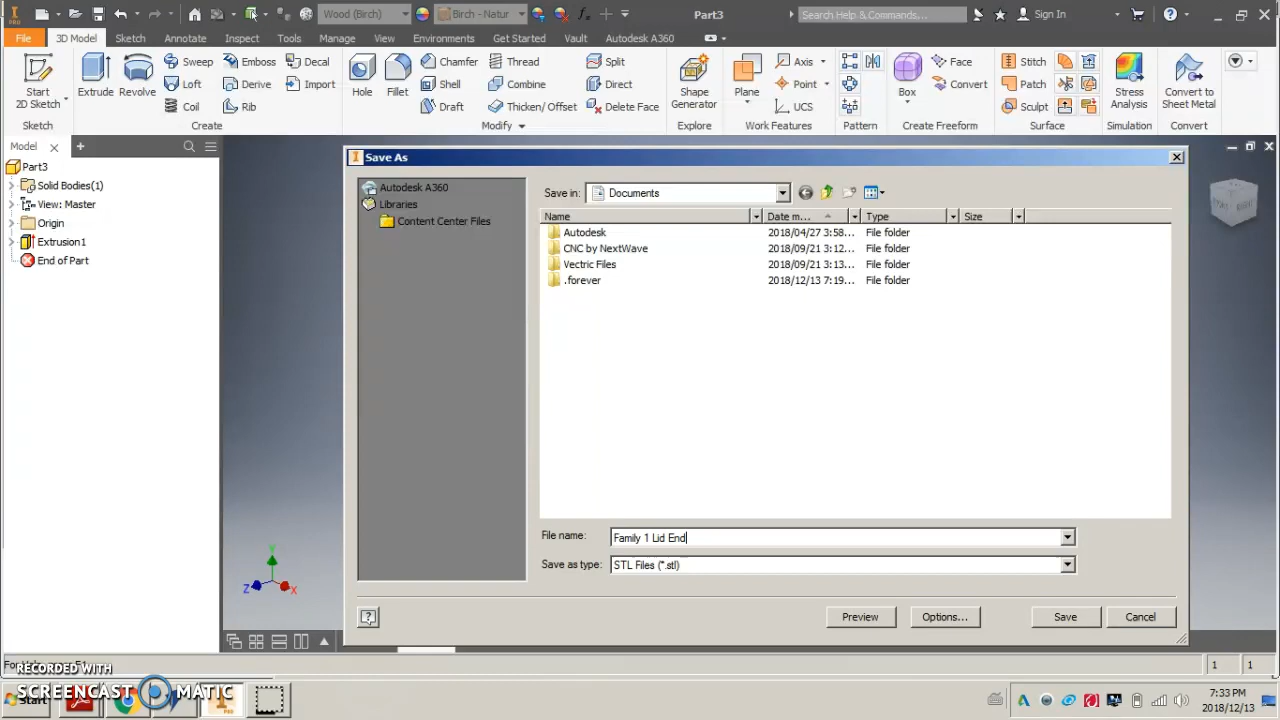 PRO Wood (Birch) Birch - Natur Part3 Search Help & Commands... Sign In
File 3D Model Sketch Annotate Inspect Tools Manage View Environments Get Started Vault Autodesk A360
Start 2D Sketch Extrude Revolve Sweep Emboss Decal Hole Fillet Chamfer Thread Split Shape Generator Plane Axis Box Face Stitch Stress Analysis Convert to Sheet Metal
Loft Derive Import Shell Combine Direct Point Convert Patch
Coil Rib Draft Thicken/ Offset Delete Face UCS Sculpt
Sketch Create Modify Explore Work Features Pattern Create Freeform Surface Simulation Convert
Model
Part3
Solid Bodies(1)
View: Master
Origin
Extrusion1
End of Part
Save As
Autodesk A360
Libraries
Content Center Files
Save in: Documents
Name Date m... Type Size
Autodesk 2018/04/27 3:58... File folder
CNC by NextWave 2018/09/21 3:12... File folder
Vectric Files 2018/09/21 3:13... File folder
.forever 2018/12/13 7:19... File folder
File name: Family 1 Lid End
Save as type: STL Files (*.stl)
Preview Options... Save Cancel
Y
Z X
1 1
RECORDED WITH
SCREENCAST MATIC
Start
7:33 PM
2018/12/13